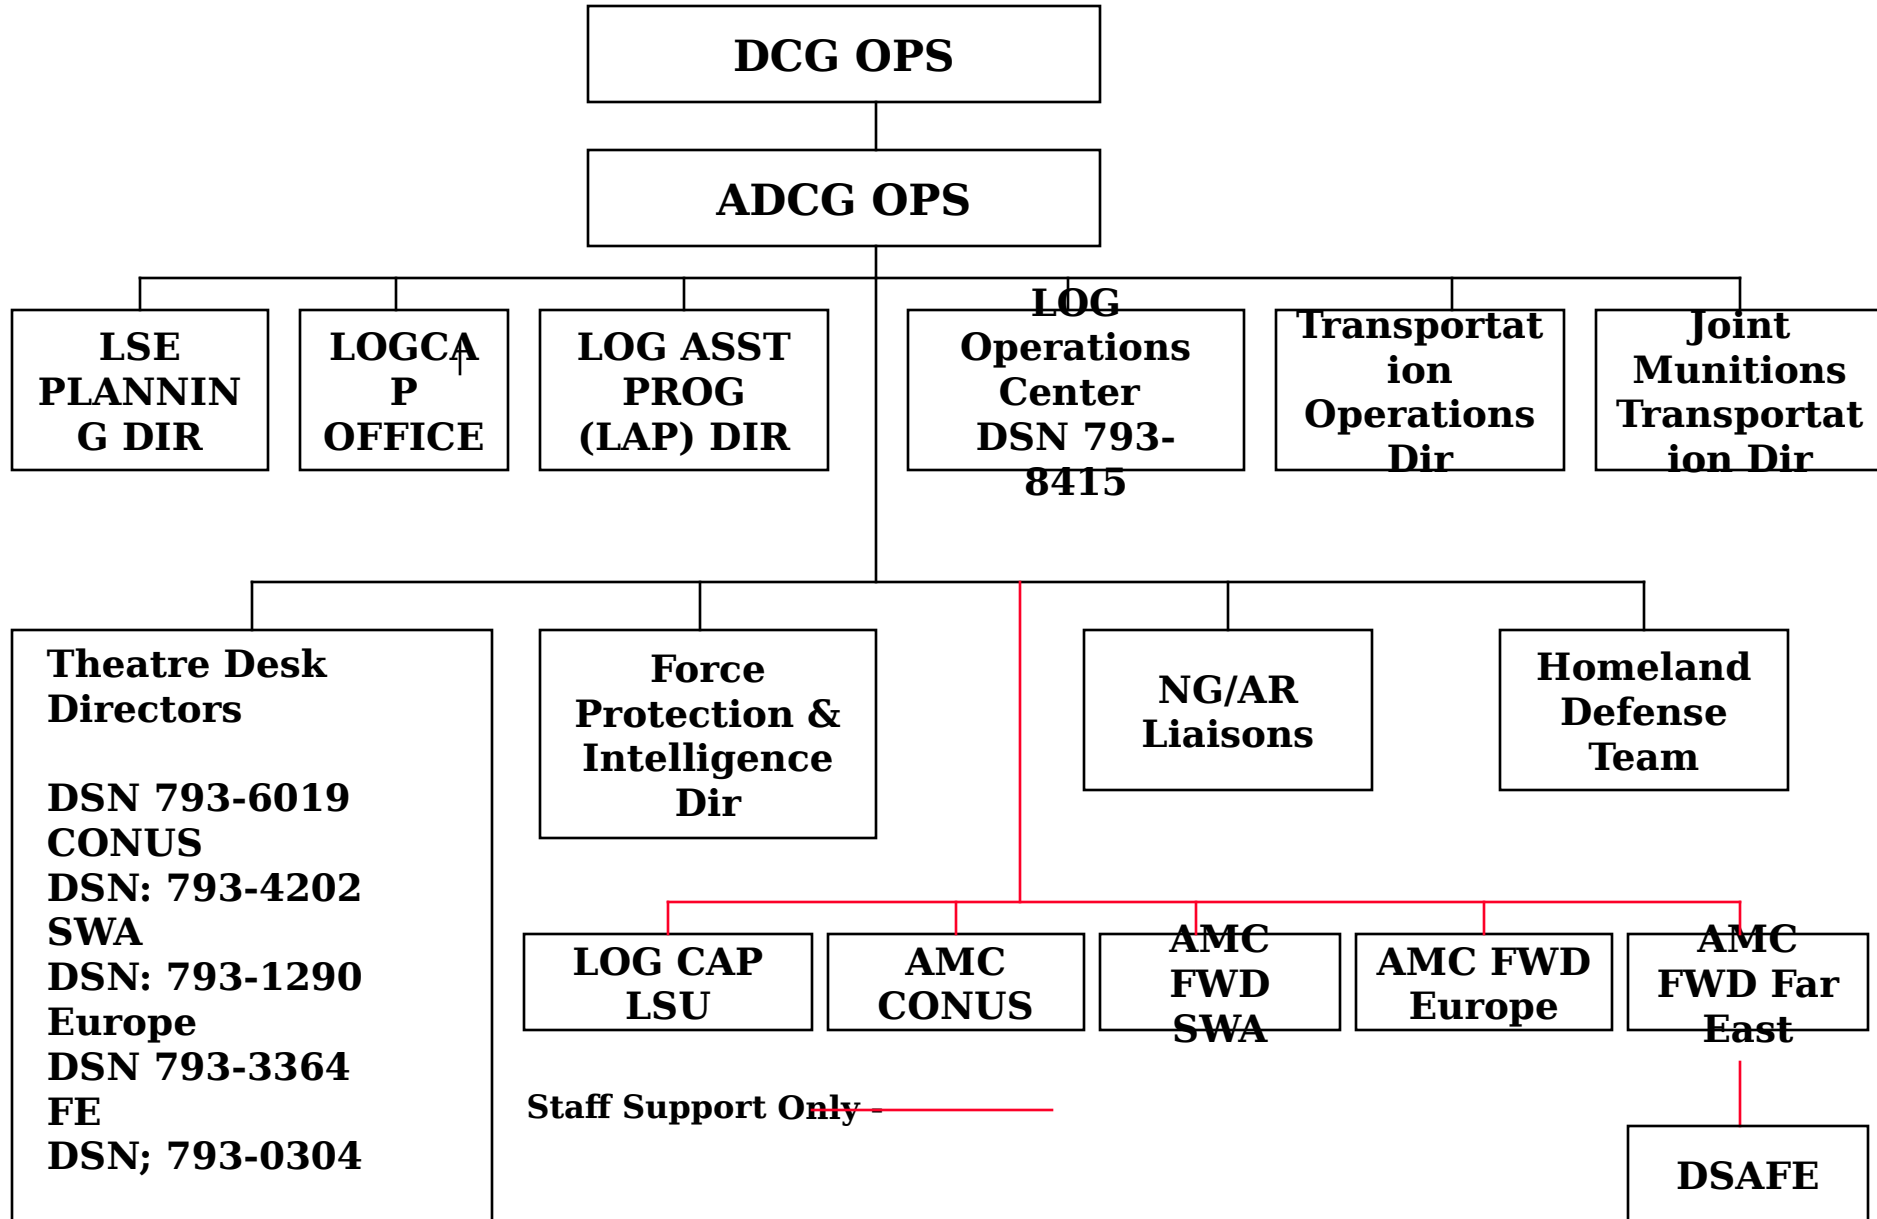 DCG OPS
ADCG OPS
LSE
PLANNIN
G DIR
LOGCA
P
OFFICE
LOG ASST
PROG
(LAP) DIR
LOG
Operations
Center
DSN 793-
8415
Transportat
ion
Operations
Dir
Joint
Munitions
Transportat
ion Dir
Theatre Desk
Directors
DSN 793-6019
CONUS
DSN: 793-4202
SWA
DSN: 793-1290
Europe
DSN 793-3364
FE
DSN; 793-0304
Force
Protection &
Intelligence
Dir
NG/AR
Liaisons
Homeland
Defense
Team
LOG CAP
LSU
AMC
CONUS
AMC
FWD
SWA
AMC FWD
Europe
AMC
FWD Far
East
Staff Support Only -
DSAFE